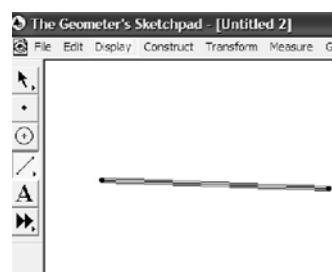 The Geometer's Sketchpad - [Untitled 2]
File Edit Display Construct Transform Measure G
A